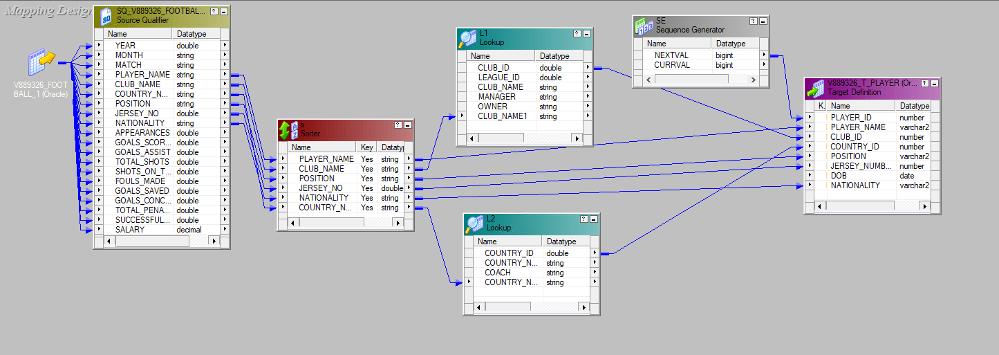 Mapping Design
V889326_FOOT
BALL_1 (Oracle)
SQ_V889326_FOOTBAL...
Source Qualifier
Name Datatype
YEAR double
MONTH string
MATCH string
PLAYER_NAME string
CLUB_NAME string
COUNTRY_N... string
POSITION string
JERSEY_NO double
NATIONALITY string
APPEARANCES double
GOALS_SCOR... double
GOALS_ASSIST double
TOTAL_SHOTS double
SHOTS_ON_T... double
FOULS_MADE double
GOALS_SAVED double
GOALS_CONC... double
TOTAL_PENA... double
SUCCESSFUL... double
SALARY decimal
s
Sorter
Name Key Datatyp
PLAYER_NAME Yes string
CLUB_NAME Yes string
POSITION Yes string
JERSEY_NO Yes double
NATIONALITY Yes string
COUNTRY_N... Yes string
L1
Lookup
Name Datatype
CLUB_ID double
LEAGUE_ID double
CLUB_NAME string
MANAGER string
OWNER string
CLUB_NAME1 string
L2
Lookup
Name Datatype
COUNTRY_ID double
COUNTRY_N... string
COACH string
COUNTRY_N... string
SE
Sequence Generator
Name Datatype
NEXTVAL bigint
CURRVAL bigint
V889326_T_PLAYER (Or...
Target Definition
K. Name Datatype
PLAYER_ID number
PLAYER_NAME varchar2
CLUB_ID number
COUNTRY_ID number
POSITION varchar2
JERSEY_NUMB... number
DOB date
NATIONALITY varchar2